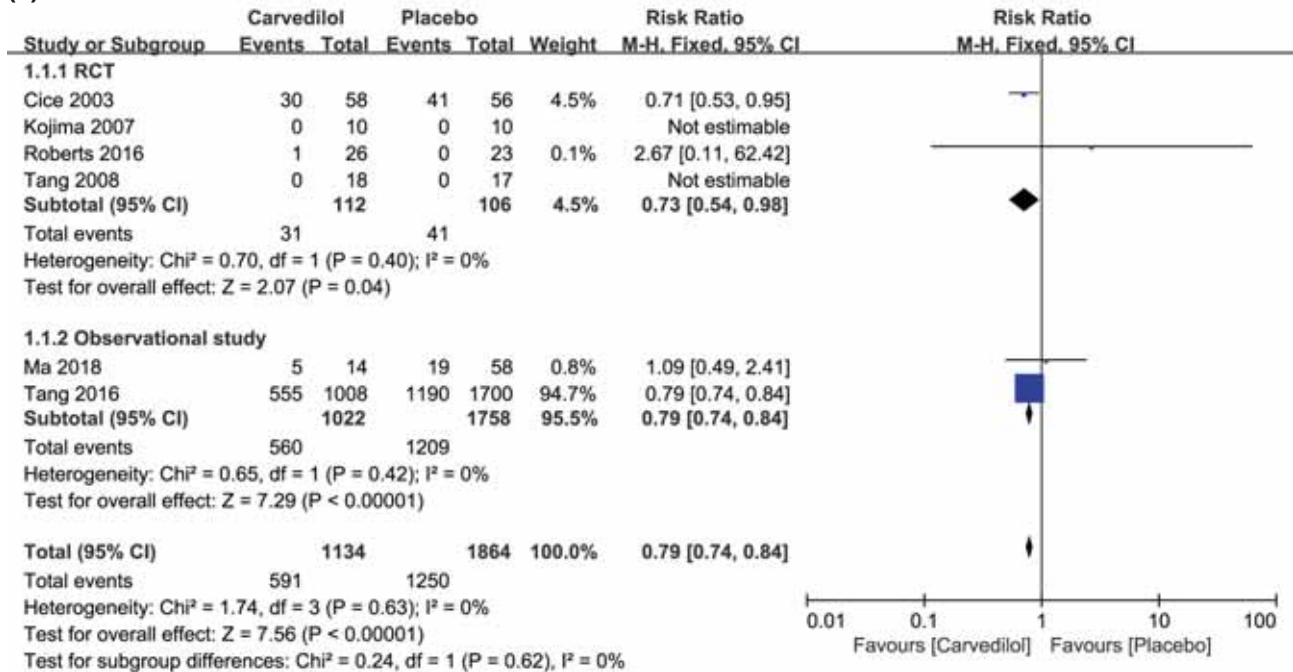 Carvedilol Placebo Risk Ratio Risk Ratio
Study or Subgroup Events Total Events Total Weight M-H, Fixed, 95% CI M-H, Fixed, 95% CI
1.1.1 RCT
Cice 2003 30 58 41 56 4.5% 0.71 [0.53, 0.95]
Kojima 2007 0 10 0 10 Not estimable
Roberts 2016 1 26 0 23 0.1% 2.67 [0.11, 62.42]
Tang 2008 0 18 0 17 Not estimable
Subtotal (95% CI) 112 106 4.5% 0.73 [0.54, 0.98]
Total events 31 41
Heterogeneity: Chi² = 0.70, df = 1 (P = 0.40); I² = 0%
Test for overall effect: Z = 2.07 (P = 0.04)
1.1.2 Observational study
Ma 2018 5 14 19 58 0.8% 1.09 [0.49, 2.41]
Tang 2016 555 1008 1190 1700 94.7% 0.79 [0.74, 0.84]
Subtotal (95% CI) 1022 1758 95.5% 0.79 [0.74, 0.84]
Total events 560 1209
Heterogeneity: Chi² = 0.65, df = 1 (P = 0.42); I² = 0%
Test for overall effect: Z = 7.29 (P < 0.00001)
Total (95% CI) 1134 1864 100.0% 0.79 [0.74, 0.84]
Total events 591 1250
Heterogeneity: Chi² = 1.74, df = 3 (P = 0.63); I² = 0%
Test for overall effect: Z = 7.56 (P < 0.00001)
Test for subgroup differences: Chi² = 0.24, df = 1 (P = 0.62), I² = 0%
0.01 0.1 1 10 100
Favours [Carvedilol] Favours [Placebo]